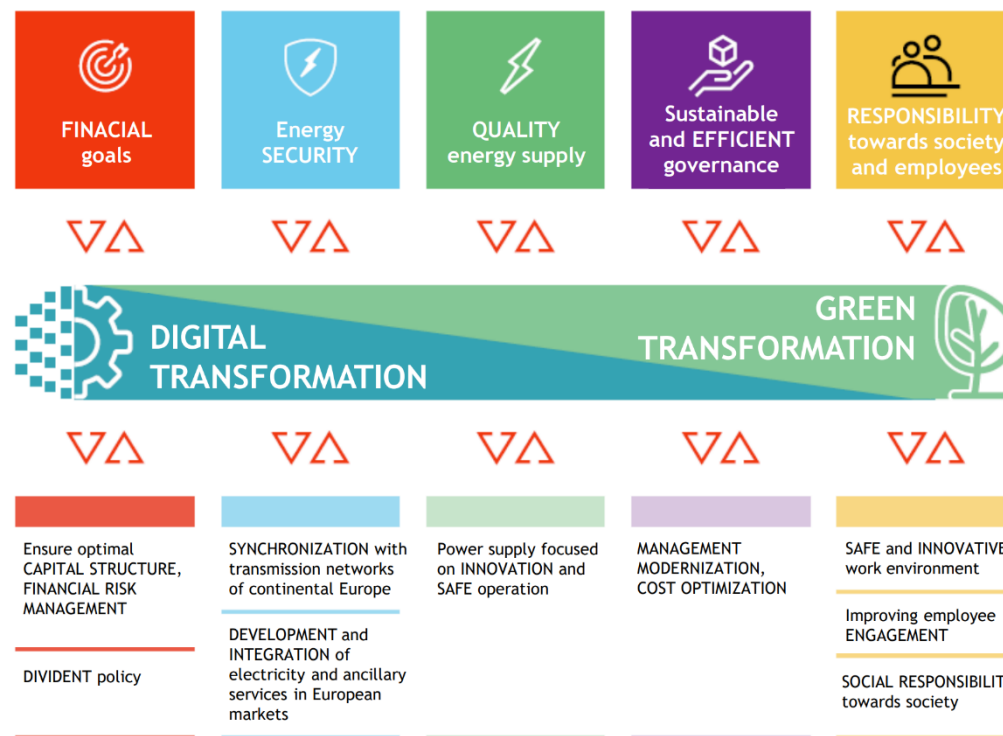 FINACIAL
goals
Energy
SECURITY
QUALITY
energy supply
Sustainable
and EFFICIENT
governance
RESPONSIBILITY
towards society
and employees
DIGITAL
TRANSFORMATION
GREEN
TRANSFORMATION
Ensure optimal
CAPITAL STRUCTURE,
FINANCIAL RISK
MANAGEMENT
DIVIDENT policy
SYNCHRONIZATION with
transmission networks
of continental Europe
DEVELOPMENT and
INTEGRATION of
electricity and ancillary
services in European
markets
Power supply focused
on INNOVATION and
SAFE operation
MANAGEMENT
MODERNIZATION,
COST OPTIMIZATION
SAFE and INNOVATIVE
work environment
Improving employee
ENGAGEMENT
SOCIAL RESPONSIBILIT
towards society